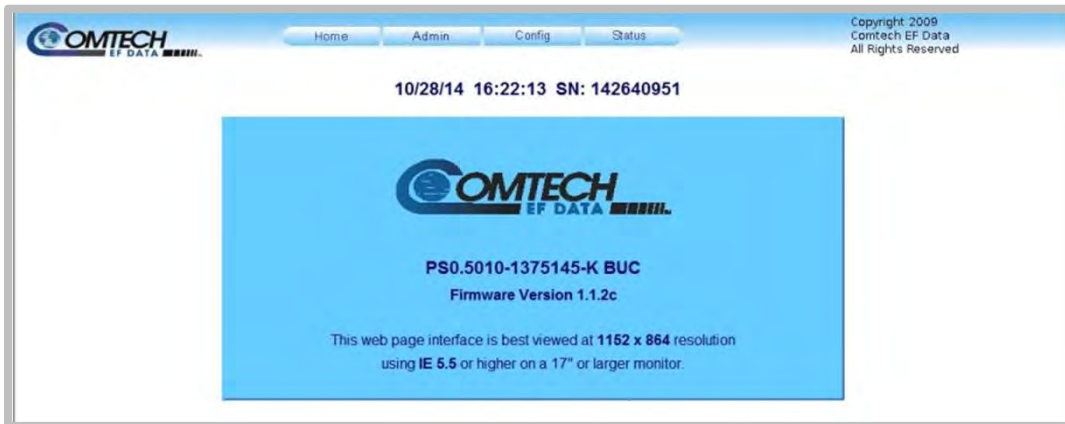 COMTECH
EF DATA
Home Admin Config Status
Copyright 2009
Comtech EF Data
All Rights Reserved
10/28/14 16:22:13 SN: 142640951
COMTECH
EF DATA
PS0.5010-1375145-K BUC
Firmware Version 1.1.2c
This web page interface is best viewed at 1152 x 864 resolution
using IE 5.5 or higher on a 17" or larger monitor.